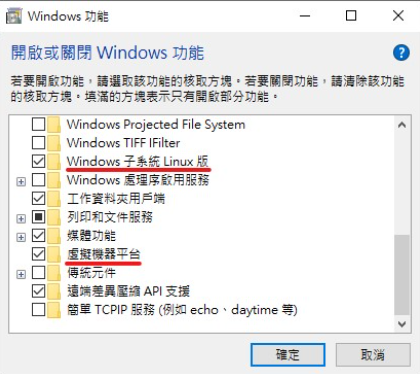 Windows 功能
開啟或關閉 Windows 功能
若要開啟功能，請選取該功能的核取方塊。若要關閉功能，請清除該功能
的核取方塊。填滿的方塊表示只有開啟部分功能。
Windows Projected File System
Windows TIFF IFilter
Windows 子系統 Linux 版
Windows 處理序啟用服務
工作資料夾用戶端
列印和文件服務
媒體功能
虛擬機器平台
傳統元件
遠端差異壓縮 API 支援
簡單 TCPIP 服務 (例如 echo、daytime 等)
確定
取消